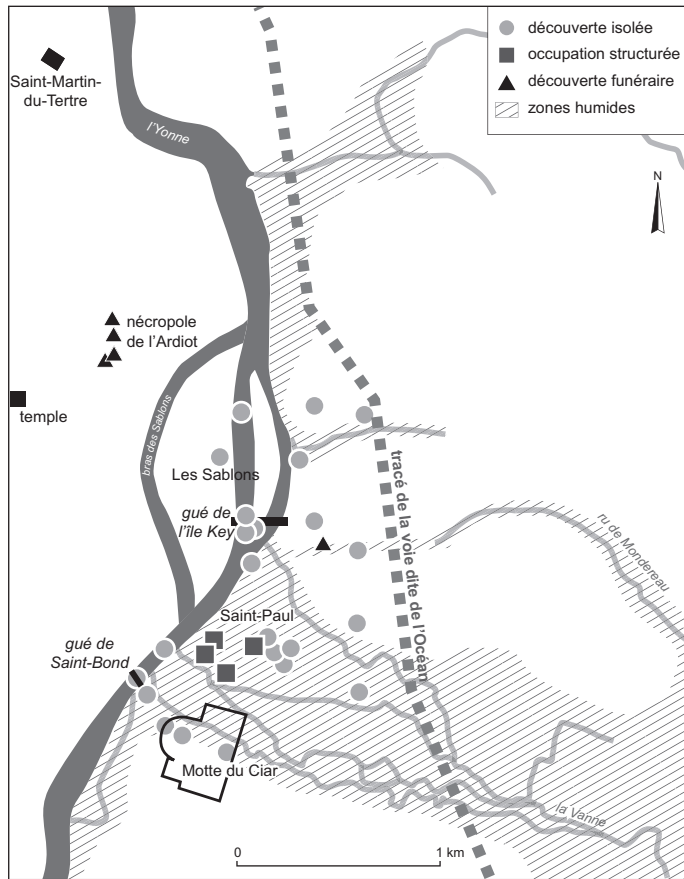 découverte isolée
occupation structurée
découverte funéraire
zones humides
Saint-Martin-
du-Tertre
l'Yonne
N
nécropole
de l'Ardiot
temple
bras des Sablons
Les Sablons
gué de
l'île Key
tracé de la voie dite de l'Océan
ru de Mondereau
Saint-Paul
gué de
Saint-Bond
Motte du Ciar
la Vanne
0
1 km